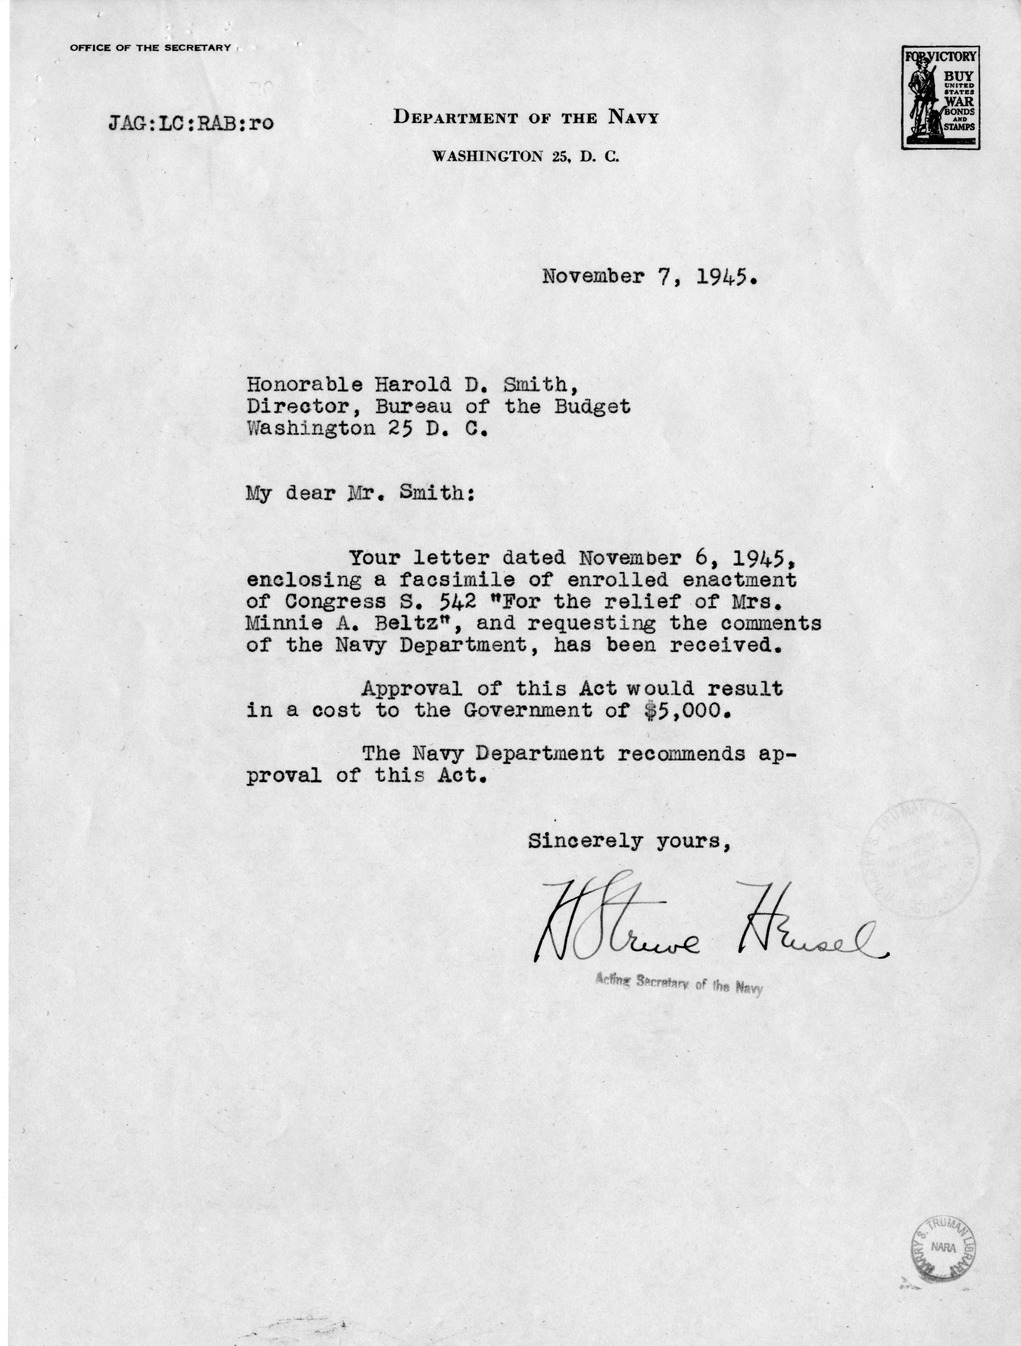 OFFICE OF THE SECRETARY
FOR VICTORY
BUY
UNITED
STATES
WAR
BONDS
AND
STAMPS
JAG:LC:RAB:ro
DEPARTMENT OF THE NAVY
WASHINGTON 25, D. C.
November 7, 1945.
Honorable Harold D. Smith,
Director, Bureau of the Budget
Washington 25 D. C.
My dear Mr. Smith:
Your letter dated November 6, 1945,
enclosing a facsimile of enrolled enactment
of Congress S. 542 "For the relief of Mrs.
Minnie A. Beltz", and requesting the comments
of the Navy Department, has been received.
Approval of this Act would result
in a cost to the Government of $5,000.
The Navy Department recommends ap-
proval of this Act.
Sincerely yours,
H Struve Hensel
Acting Secretary of the Navy
HARRY S. TRUMAN LIBRARY
NARA